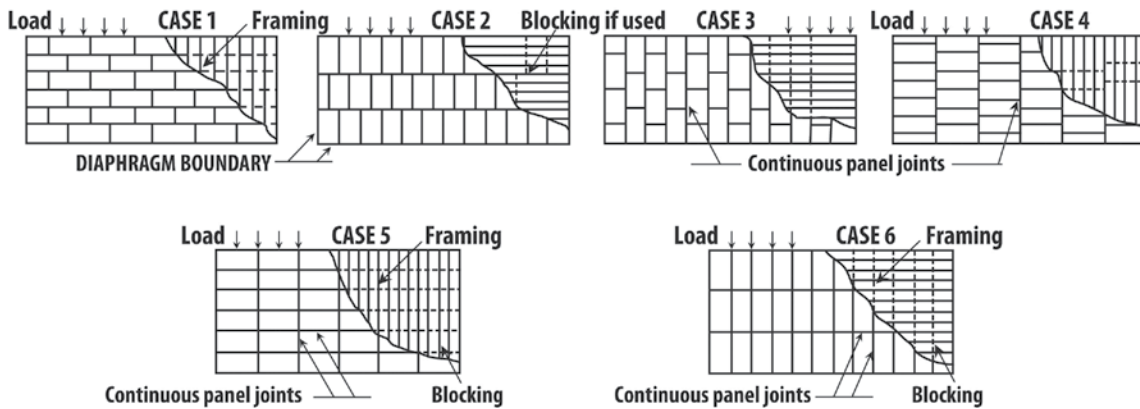 Load CASE 1 Framing
CASE 2 Blocking if used
CASE 3
Load CASE 4
DIAPHRAGM BOUNDARY
Continuous panel joints
Load CASE 5 Framing
Load CASE 6 Framing
Continuous panel joints Blocking
Continuous panel joints Blocking